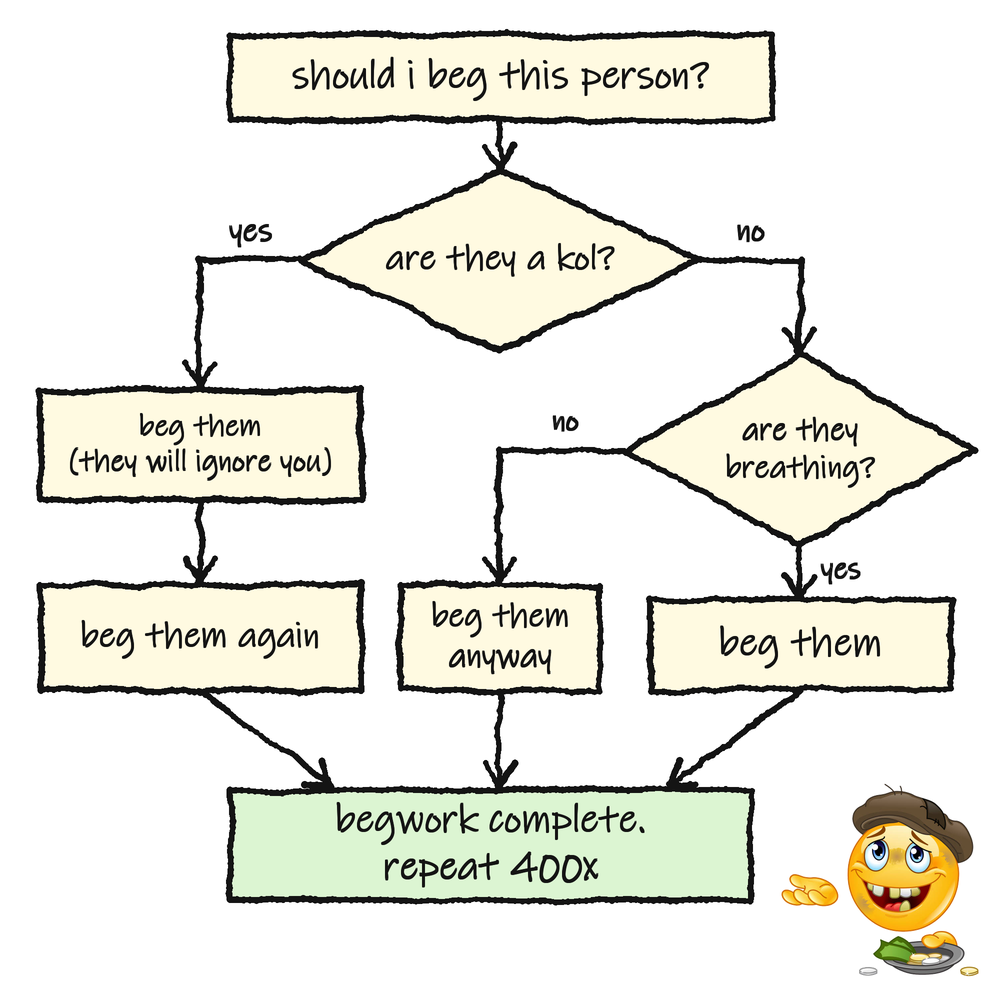 should i beg this person?
are they a kol?
yes
no
beg them
(they will ignore you)
beg them again
are they
breathing?
no
yes
beg them
anyway
beg them
begwork complete.
repeat 400x